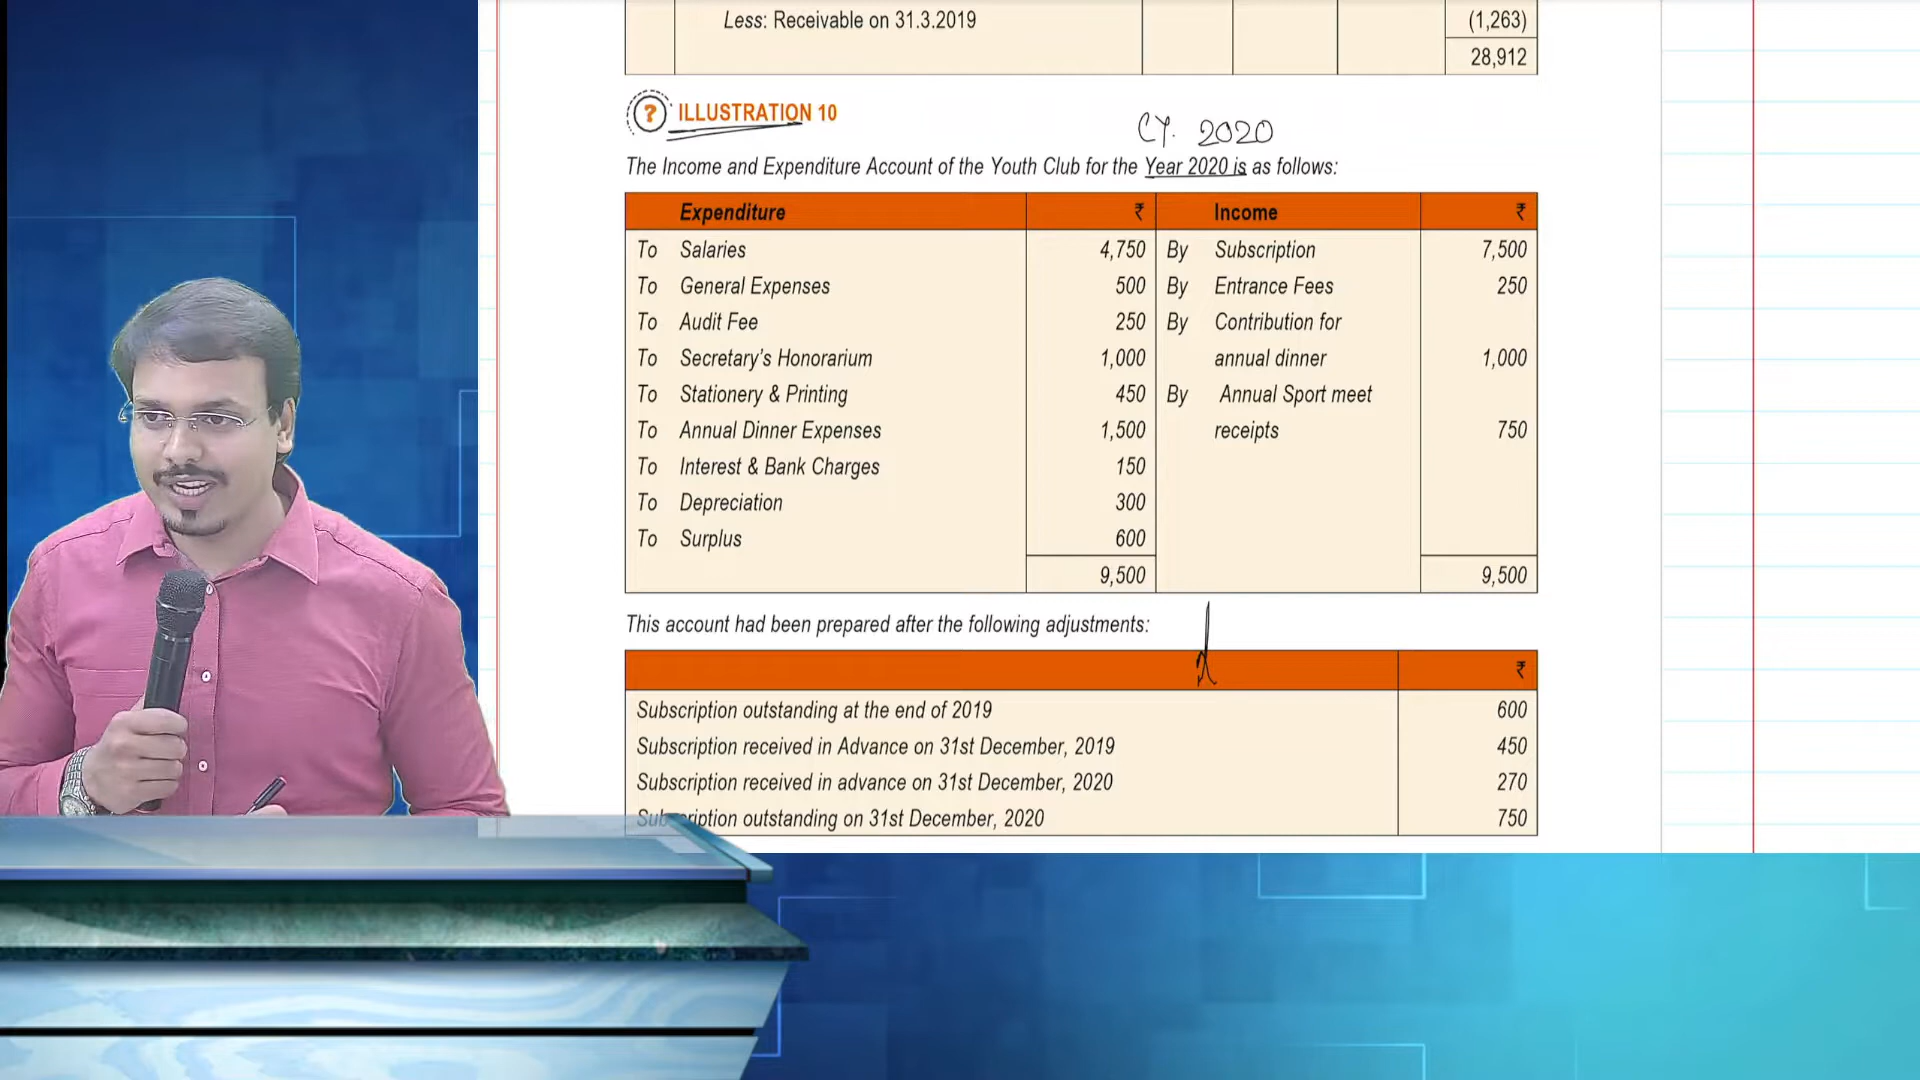 Less: Receivable on 31.3.2019 (1,263)
28,912
? ILLUSTRATION 10
CY. 2020
The Income and Expenditure Account of the Youth Club for the Year 2020 is as follows:
Expenditure ₹ Income ₹
To Salaries 4,750 By Subscription 7,500
To General Expenses 500 By Entrance Fees 250
To Audit Fee 250 By Contribution for
To Secretary's Honorarium 1,000 annual dinner 1,000
To Stationery & Printing 450 By Annual Sport meet
To Annual Dinner Expenses 1,500 receipts 750
To Interest & Bank Charges 150
To Depreciation 300
To Surplus 600
9,500 9,500
This account had been prepared after the following adjustments:
₹
Subscription outstanding at the end of 2019 600
Subscription received in Advance on 31st December, 2019 450
Subscription received in advance on 31st December, 2020 270
Subscription outstanding on 31st December, 2020 750